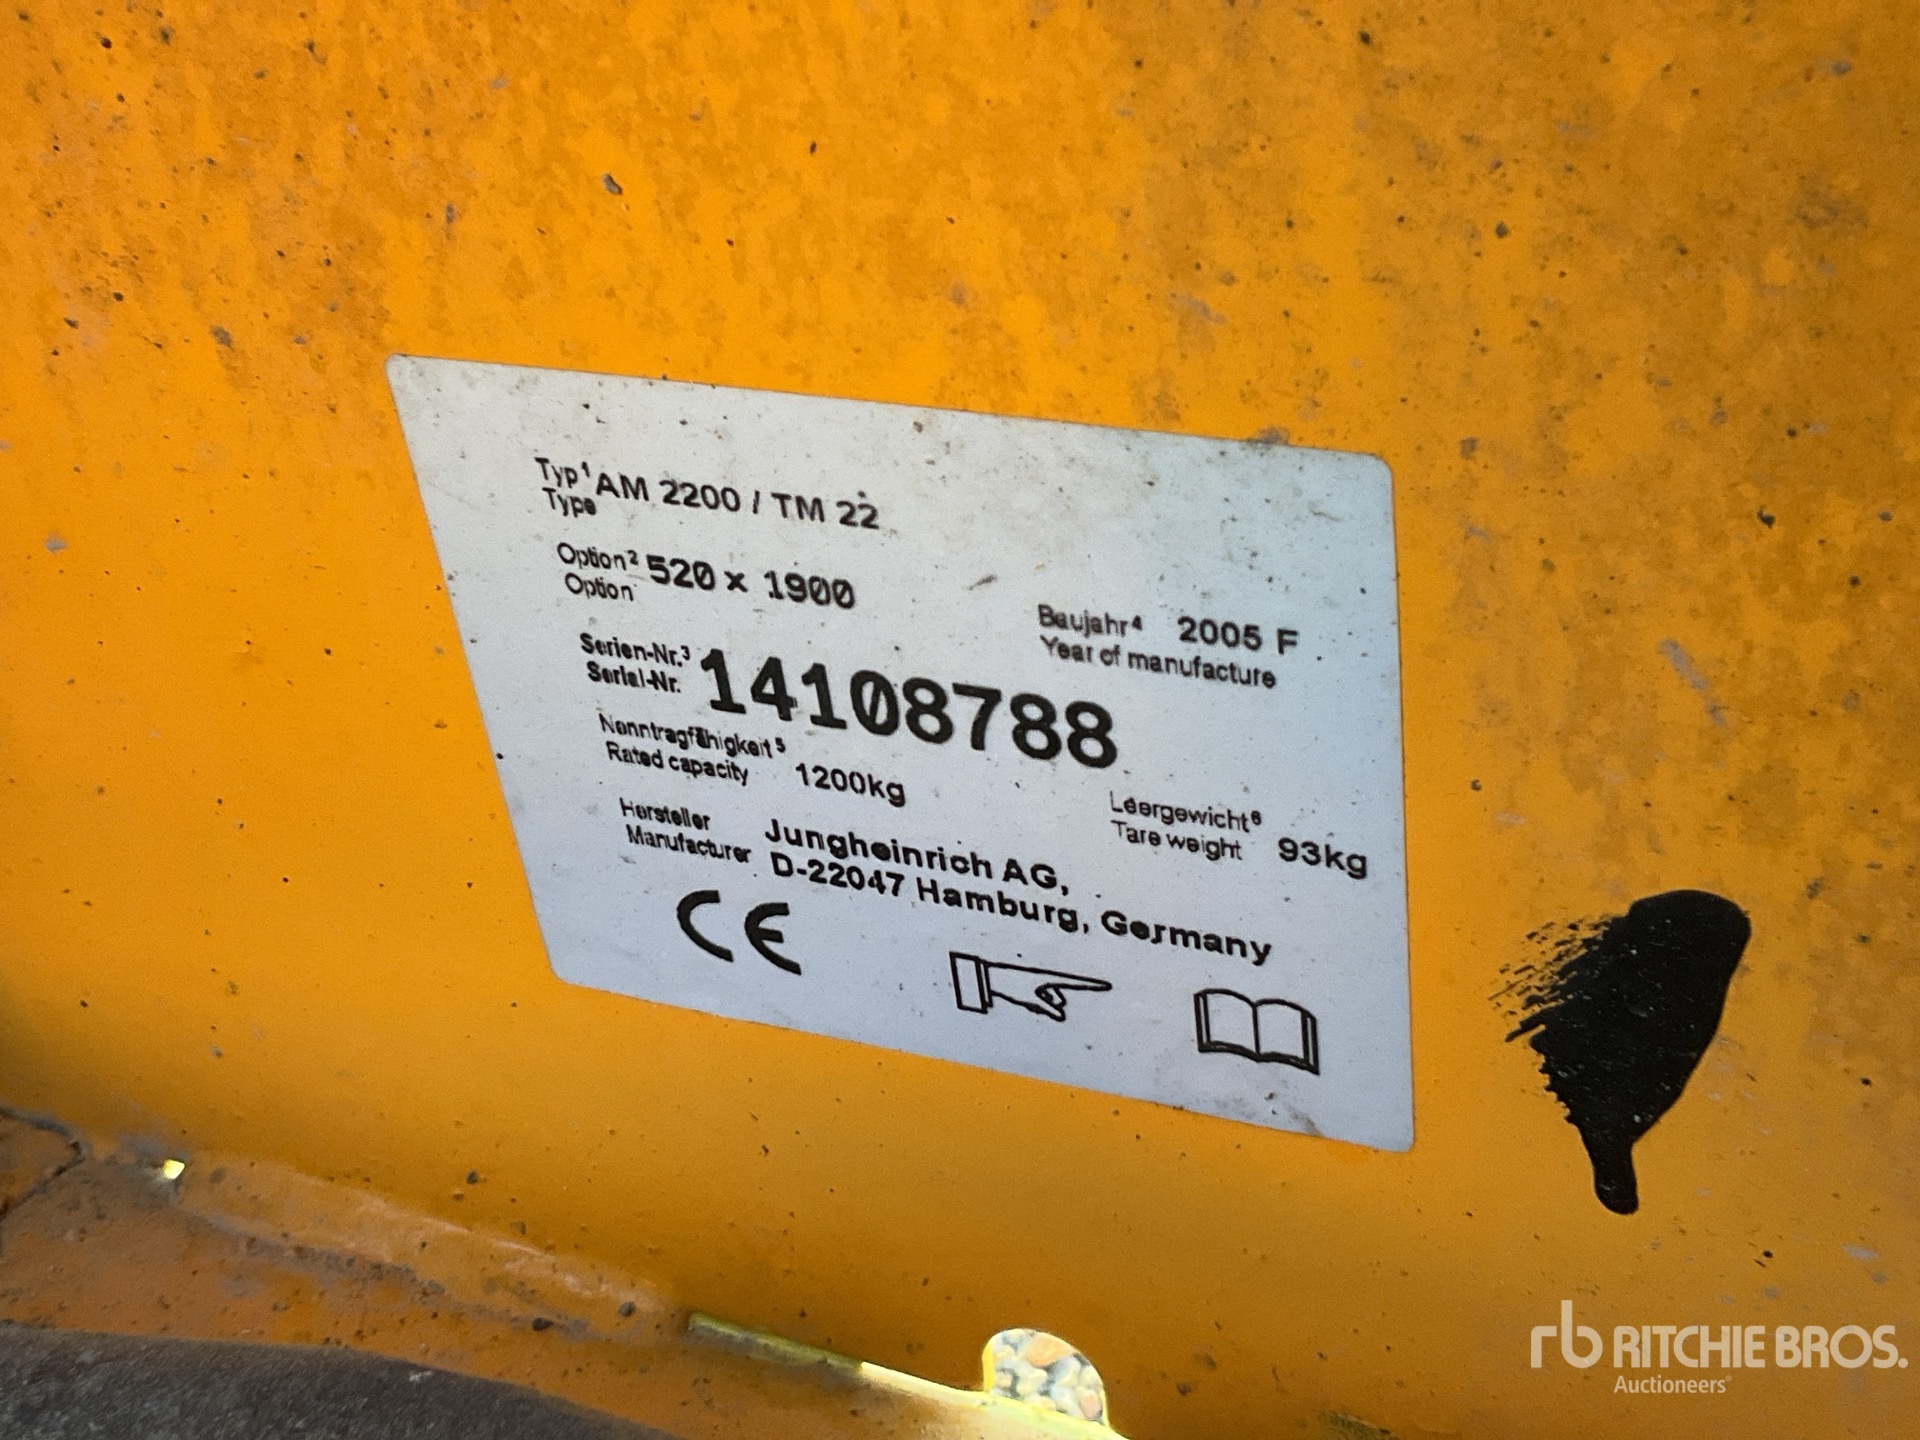 Typ¹ AM 2200 / TM 22
Type
Option² 520 x 1900
Option
Baujahr⁴ 2005 F
Year of manufacture
Serien-Nr.³ 14108788
Serial-Nr.
Nenntragfähigkeit⁵ 1200kg
Rated capacity
Leergewicht⁶ 93kg
Tare weight
Hersteller Jungheinrich AG,
Manufacturer D-22047 Hamburg, Germany
CE
rb RITCHIE BROS.
Auctioneers®